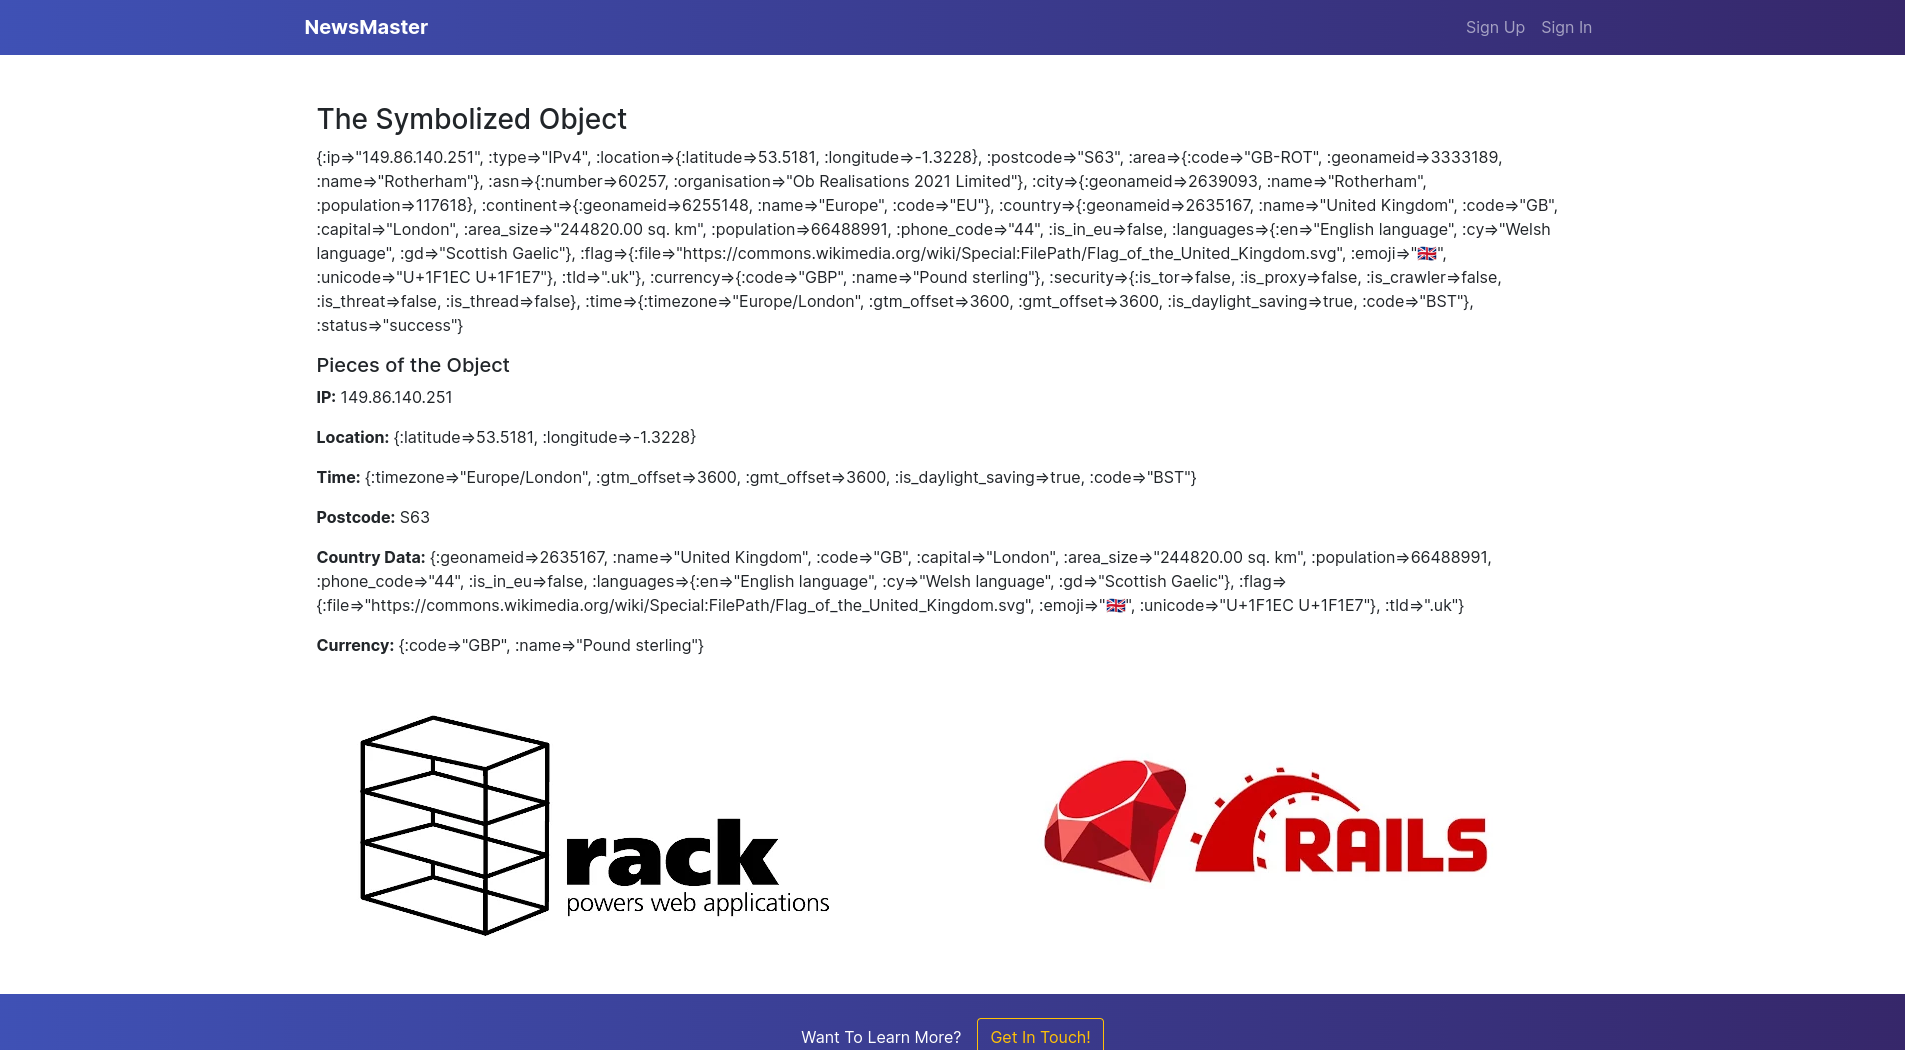 NewsMaster
Sign Up Sign In
The Symbolized Object
{:ip=>"149.86.140.251", :type=>"IPv4", :location=>{:latitude=>53.5181, :longitude=>-1.3228}, :postcode=>"S63", :area=>{:code=>"GB-ROT", :geonameid=>3333189,
:name=>"Rotherham"}, :asn=>{:number=>60257, :organisation=>"Ob Realisations 2021 Limited"}, :city=>{:geonameid=>2639093, :name=>"Rotherham",
:population=>117618}, :continent=>{:geonameid=>6255148, :name=>"Europe", :code=>"EU"}, :country=>{:geonameid=>2635167, :name=>"United Kingdom", :code=>"GB",
:capital=>"London", :area_size=>"244820.00 sq. km", :population=>66488991, :phone_code=>"44", :is_in_eu=>false, :languages=>{:en=>"English language", :cy=>"Welsh
language", :gd=>"Scottish Gaelic"}, :flag=>{:file=>"https://commons.wikimedia.org/wiki/Special:FilePath/Flag_of_the_United_Kingdom.svg", :emoji=>"🇬🇧",
:unicode=>"U+1F1EC U+1F1E7"}, :tld=>".uk"}, :currency=>{:code=>"GBP", :name=>"Pound sterling"}, :security=>{:is_tor=>false, :is_proxy=>false, :is_crawler=>false,
:is_threat=>false, :is_thread=>false}, :time=>{:timezone=>"Europe/London", :gtm_offset=>3600, :gmt_offset=>3600, :is_daylight_saving=>true, :code=>"BST"},
:status=>"success"}
Pieces of the Object
IP: 149.86.140.251
Location: {:latitude=>53.5181, :longitude=>-1.3228}
Time: {:timezone=>"Europe/London", :gtm_offset=>3600, :gmt_offset=>3600, :is_daylight_saving=>true, :code=>"BST"}
Postcode: S63
Country Data: {:geonameid=>2635167, :name=>"United Kingdom", :code=>"GB", :capital=>"London", :area_size=>"244820.00 sq. km", :population=>66488991,
:phone_code=>"44", :is_in_eu=>false, :languages=>{:en=>"English language", :cy=>"Welsh language", :gd=>"Scottish Gaelic"}, :flag=>
{:file=>"https://commons.wikimedia.org/wiki/Special:FilePath/Flag_of_the_United_Kingdom.svg", :emoji=>"🇬🇧", :unicode=>"U+1F1EC U+1F1E7"}, :tld=>".uk"}
Currency: {:code=>"GBP", :name=>"Pound sterling"}
rack
powers web applications
RAILS
Want To Learn More? Get In Touch!